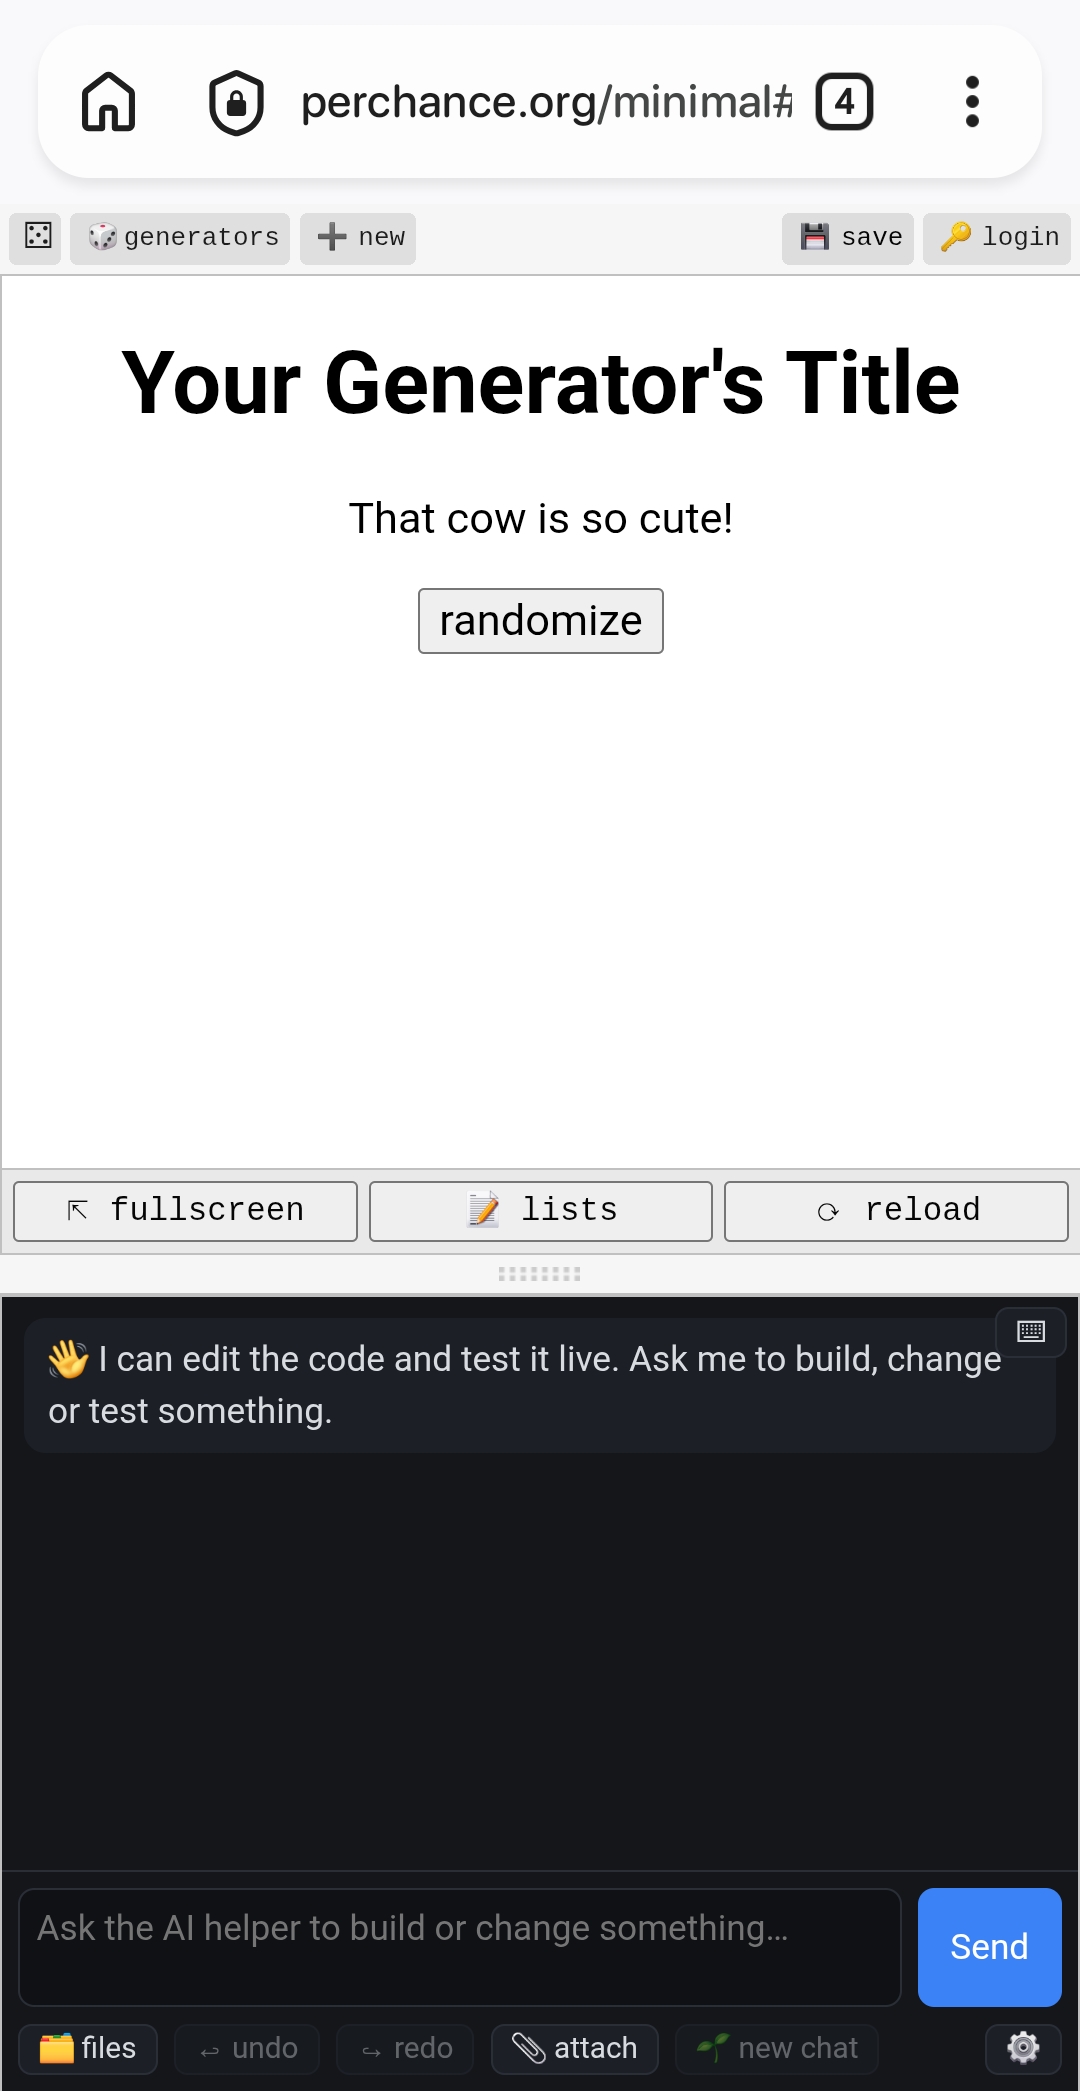 perchance.org/minimal#
4
generators
new
save
login
Your Generator's Title
That cow is so cute!
randomize
fullscreen
lists
reload
👋 I can edit the code and test it live. Ask me to build, change
or test something.
Ask the AI helper to build or change something…
Send
files
undo
redo
attach
new chat